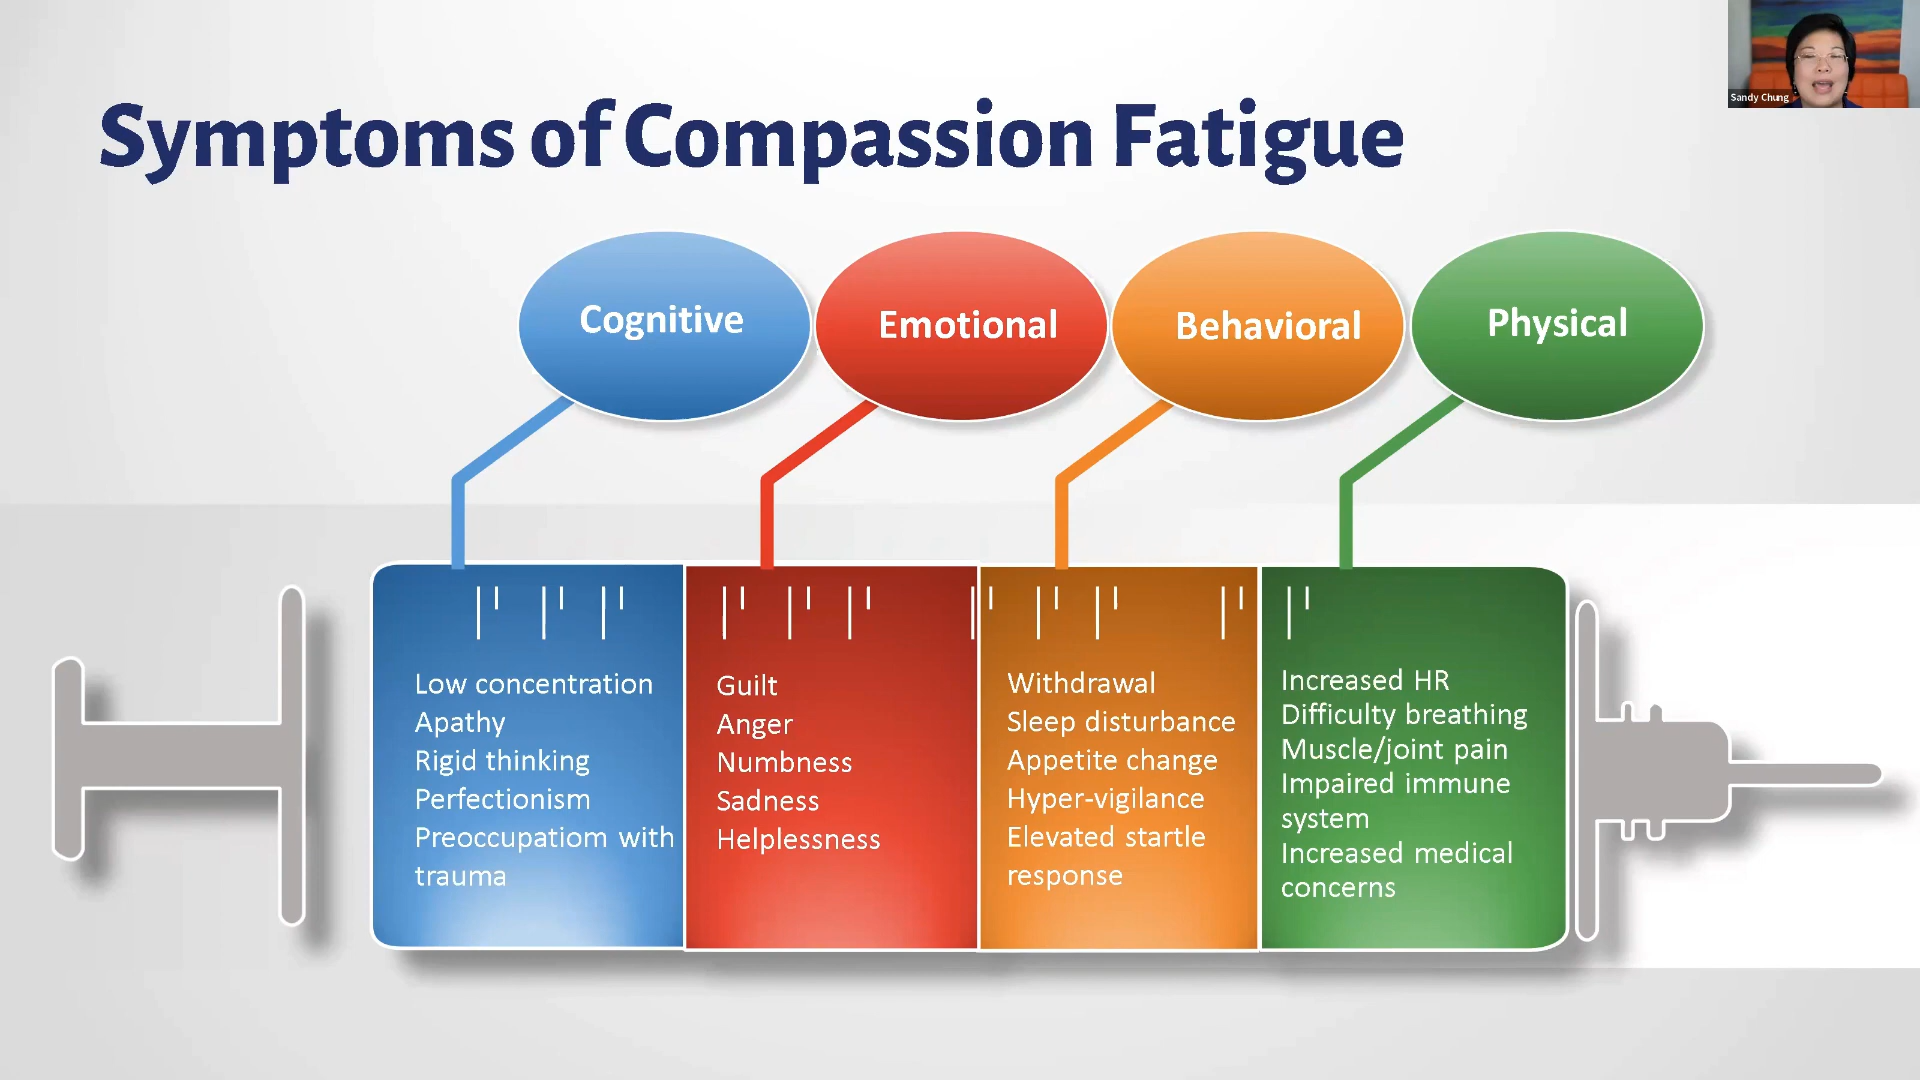 Sandy Chung
Symptoms of Compassion Fatigue
Cognitive
Emotional
Behavioral
Physical
Low concentration
Apathy
Rigid thinking
Perfectionism
Preoccupatiom with
trauma
Guilt
Anger
Numbness
Sadness
Helplessness
Withdrawal
Sleep disturbance
Appetite change
Hyper-vigilance
Elevated startle
response
Increased HR
Difficulty breathing
Muscle/joint pain
Impaired immune
system
Increased medical
concerns